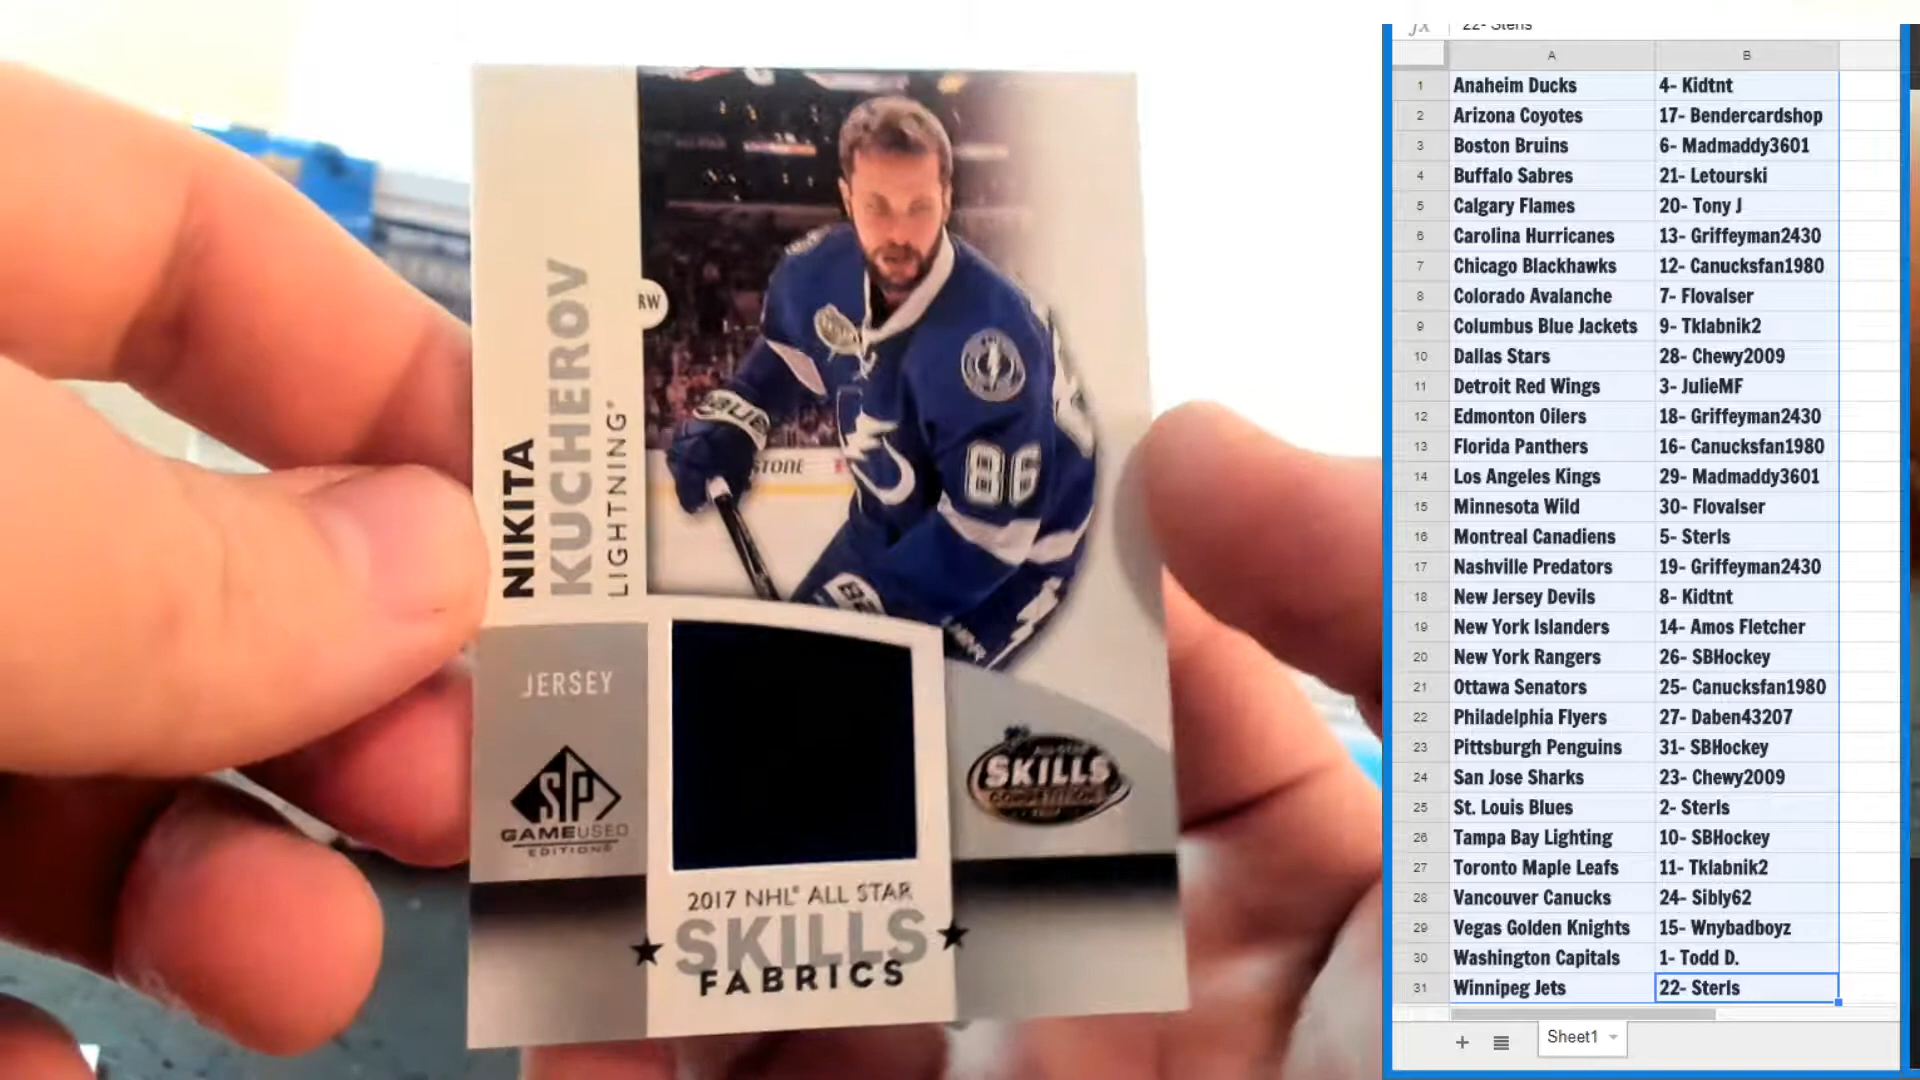 NIKITA
KUCHEROV
LIGHTNING®
RW
86
STONE
JERSEY
SP
GAMEUSED
EDITIONS
ALL-STAR
SKILLS
COMPETITION
2017 NHL® ALL STAR
SKILLS
FABRICS
fx 22- Sterls
A B
1 Anaheim Ducks 4- Kidtnt
2 Arizona Coyotes 17- Bendercardshop
3 Boston Bruins 6- Madmaddy3601
4 Buffalo Sabres 21- Letourski
5 Calgary Flames 20- Tony J
6 Carolina Hurricanes 13- Griffeyman2430
7 Chicago Blackhawks 12- Canucksfan1980
8 Colorado Avalanche 7- Flovalser
9 Columbus Blue Jackets 9- Tklabnik2
10 Dallas Stars 28- Chewy2009
11 Detroit Red Wings 3- JulieMF
12 Edmonton Oilers 18- Griffeyman2430
13 Florida Panthers 16- Canucksfan1980
14 Los Angeles Kings 29- Madmaddy3601
15 Minnesota Wild 30- Flovalser
16 Montreal Canadiens 5- Sterls
17 Nashville Predators 19- Griffeyman2430
18 New Jersey Devils 8- Kidtnt
19 New York Islanders 14- Amos Fletcher
20 New York Rangers 26- SBHockey
21 Ottawa Senators 25- Canucksfan1980
22 Philadelphia Flyers 27- Daben43207
23 Pittsburgh Penguins 31- SBHockey
24 San Jose Sharks 23- Chewy2009
25 St. Louis Blues 2- Sterls
26 Tampa Bay Lighting 10- SBHockey
27 Toronto Maple Leafs 11- Tklabnik2
28 Vancouver Canucks 24- Sibly62
29 Vegas Golden Knights 15- Wnybadboyz
30 Washington Capitals 1- Todd D.
31 Winnipeg Jets 22- Sterls
Sheet1